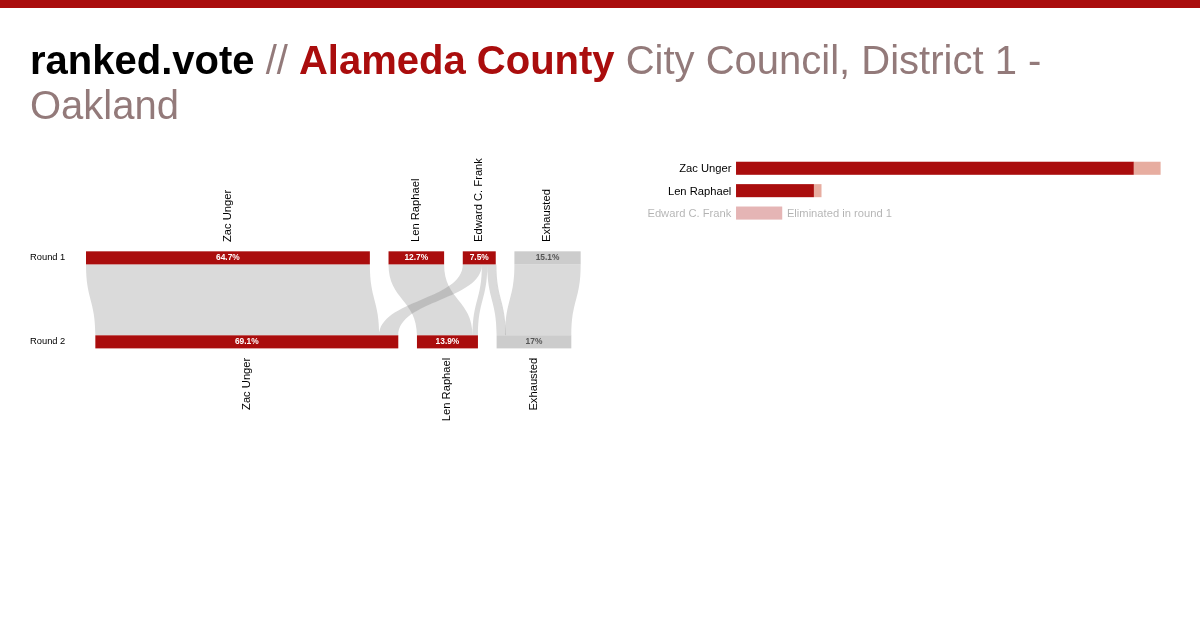 ranked.vote // Alameda County City Council, District 1 -
Oakland
Zac Unger
Len Raphael
Edward C. Frank
Exhausted
Round 1
64.7%
12.7%
7.5%
15.1%
Round 2
69.1%
13.9%
17%
Zac Unger
Len Raphael
Exhausted
Zac Unger
Len Raphael
Edward C. Frank
Eliminated in round 1